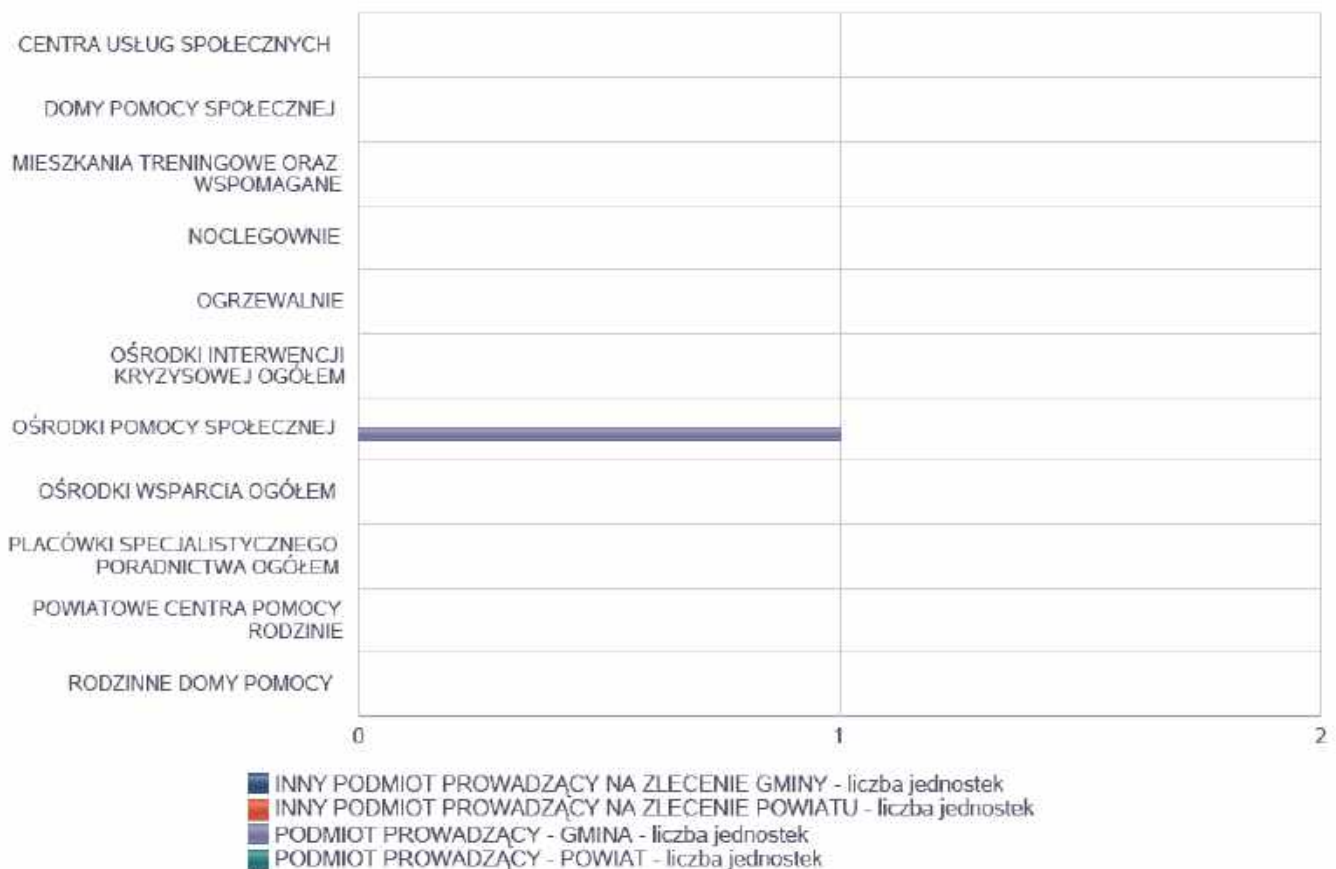 CENTRA USŁUG SPOŁECZNYCH
DOMY POMOCY SPOŁECZNEJ
MIESZKANIA TRENINGOWE ORAZ
WSPOMAGANE
NOCLEGOWNIE
OGRZEWALNIE
OŚRODKI INTERWENCJI
KRYZYSOWEJ OGÓŁEM
OŚRODKI POMOCY SPOŁECZNEJ
OŚRODKI WSPARCIA OGÓŁEM
PLACÓWKI SPECJALISTYCZNEGO
PORADNICTWA OGÓŁEM
POWIATOWE CENTRA POMOCY
RODZINIE
RODZINNE DOMY POMOCY
0 1 2
INNY PODMIOT PROWADZĄCY NA ZLECENIE GMINY - liczba jednostek
INNY PODMIOT PROWADZĄCY NA ZLECENIE POWIATU - liczba jednostek
PODMIOT PROWADZĄCY - GMINA - liczba jednostek
PODMIOT PROWADZĄCY - POWIAT - liczba jednostek